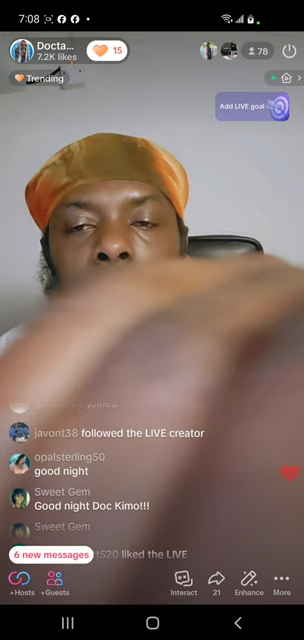 7:08
Docta...
7.2K likes
15
78
Trending
Add LIVE goal
joined
javont38 followed the LIVE creator
opalsterling50
good night
Sweet Gem
Good night Doc Kimo!!!
Sweet Gem
6 new messages
t520 liked the LIVE
+Hosts
+Guests
Interact
21
Enhance
More